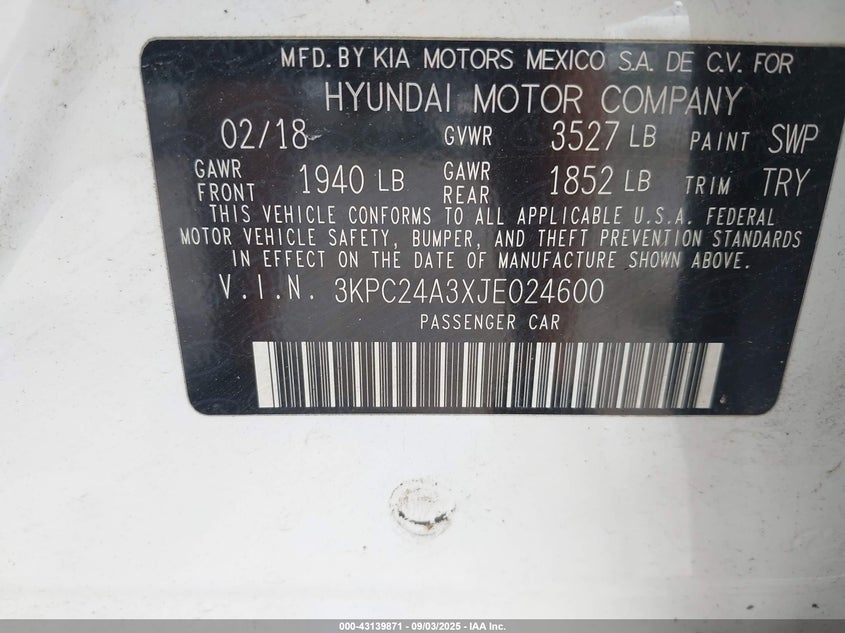 MFD. BY KIA MOTORS MEXICO S.A. DE C.V. FOR
HYUNDAI MOTOR COMPANY
02/18 GVWR 3527 LB PAINT SWP
GAWR FRONT 1940 LB GAWR REAR 1852 LB TRIM TRY
THIS VEHICLE CONFORMS TO ALL APPLICABLE U.S.A. FEDERAL
MOTOR VEHICLE SAFETY, BUMPER, AND THEFT PREVENTION STANDARDS
IN EFFECT ON THE DATE OF MANUFACTURE SHOWN ABOVE.
V.I.N. 3KPC24A3XJE024600
PASSENGER CAR
000-43139871 - 09/03/2025 - IAA Inc.